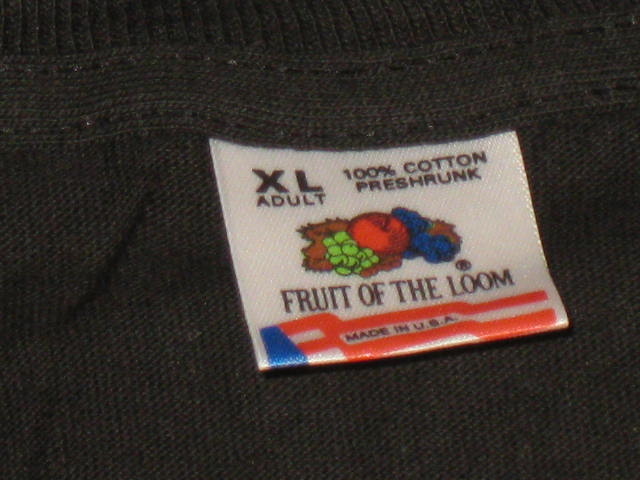 XL
ADULT
100% COTTON
PRESHRUNK
FRUIT OF THE LOOM
®
MADE IN U.S.A.